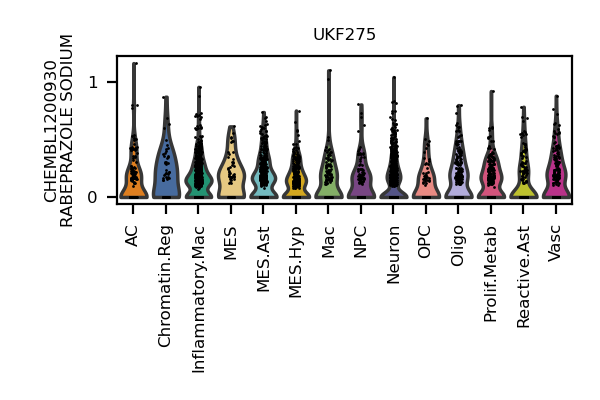 UKF275
CHEMBL1200930
RABEPRAZOLE SODIUM
1
0
AC
Chromatin.Reg
Inflammatory.Mac
MES
MES.Ast
MES.Hyp
Mac
NPC
Neuron
OPC
Oligo
Prolif.Metab
Reactive.Ast
Vasc